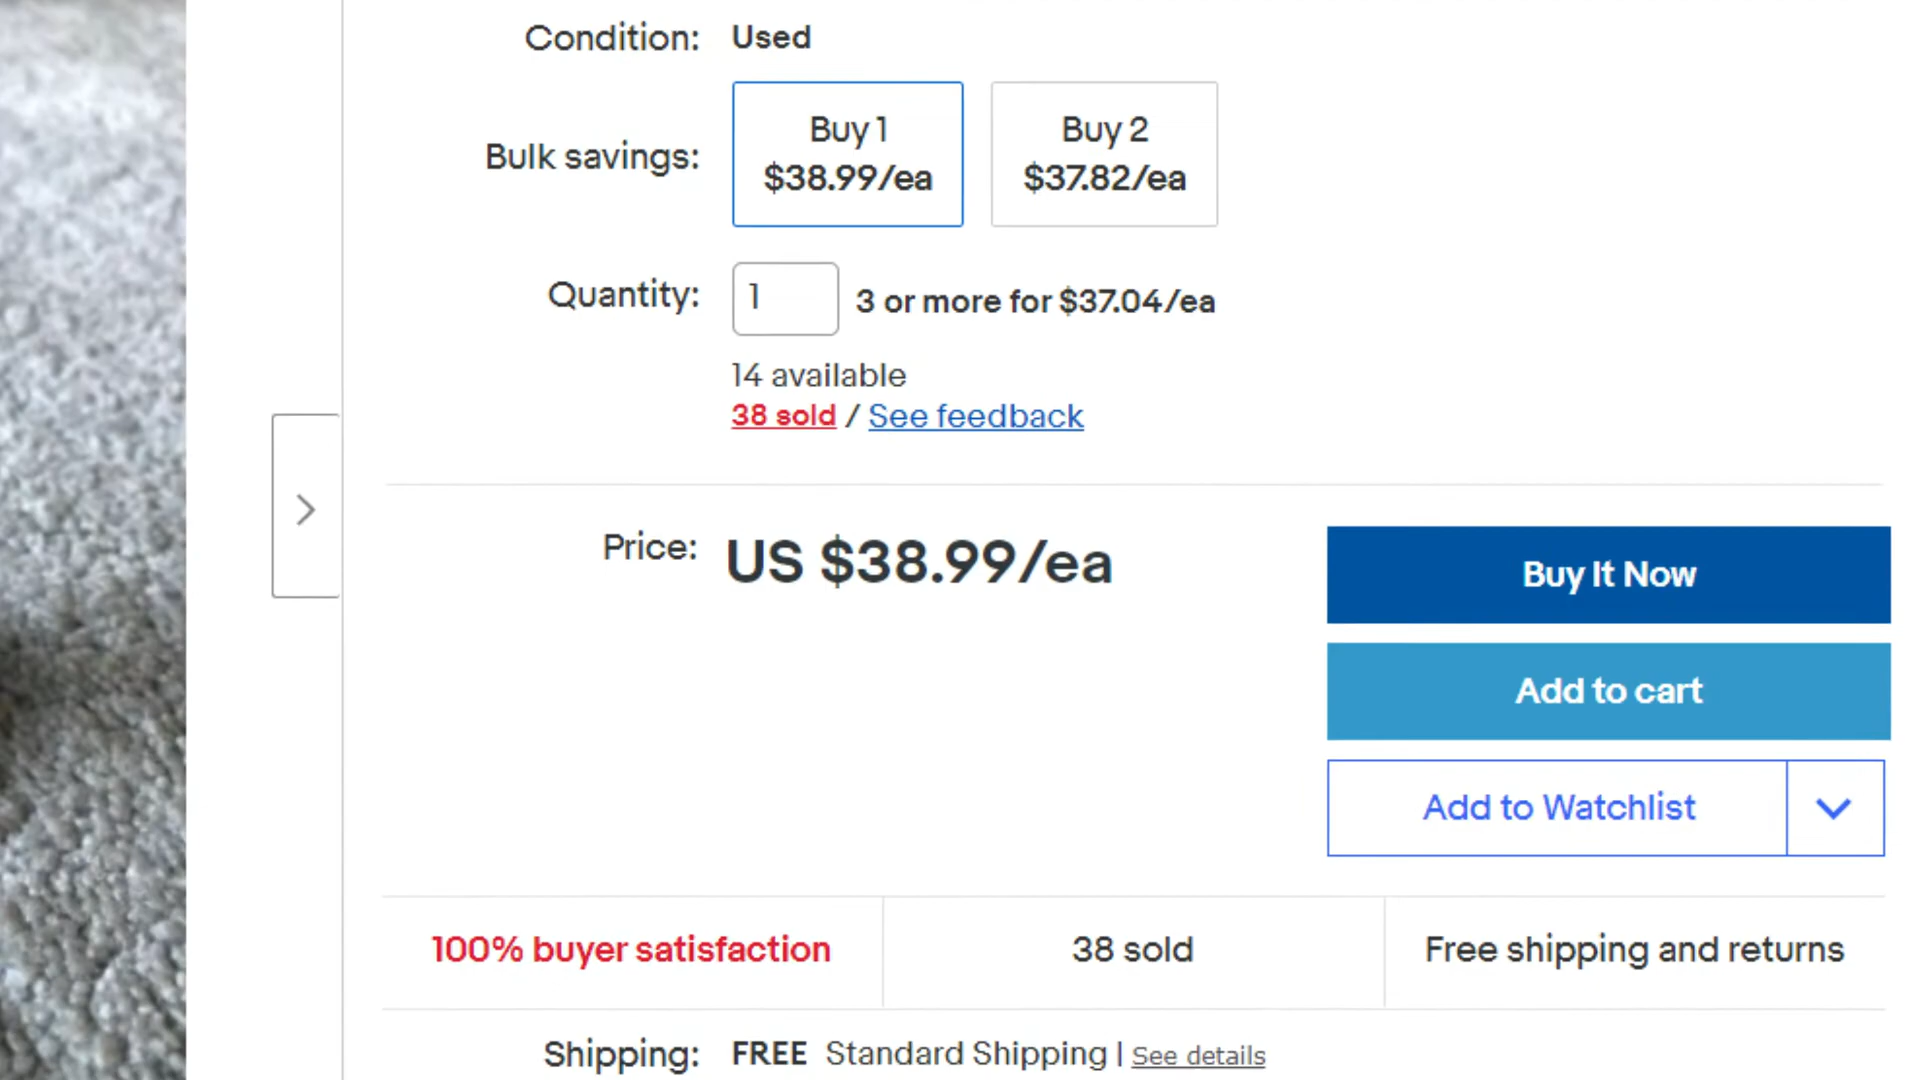 Condition: Used
Bulk savings:
Buy 1
$38.99/ea
Buy 2
$37.82/ea
Quantity: 1 3 or more for $37.04/ea
14 available
38 sold / See feedback
Price: US $38.99/ea
Buy It Now
Add to cart
Add to Watchlist
100% buyer satisfaction
38 sold
Free shipping and returns
Shipping: FREE Standard Shipping | See details